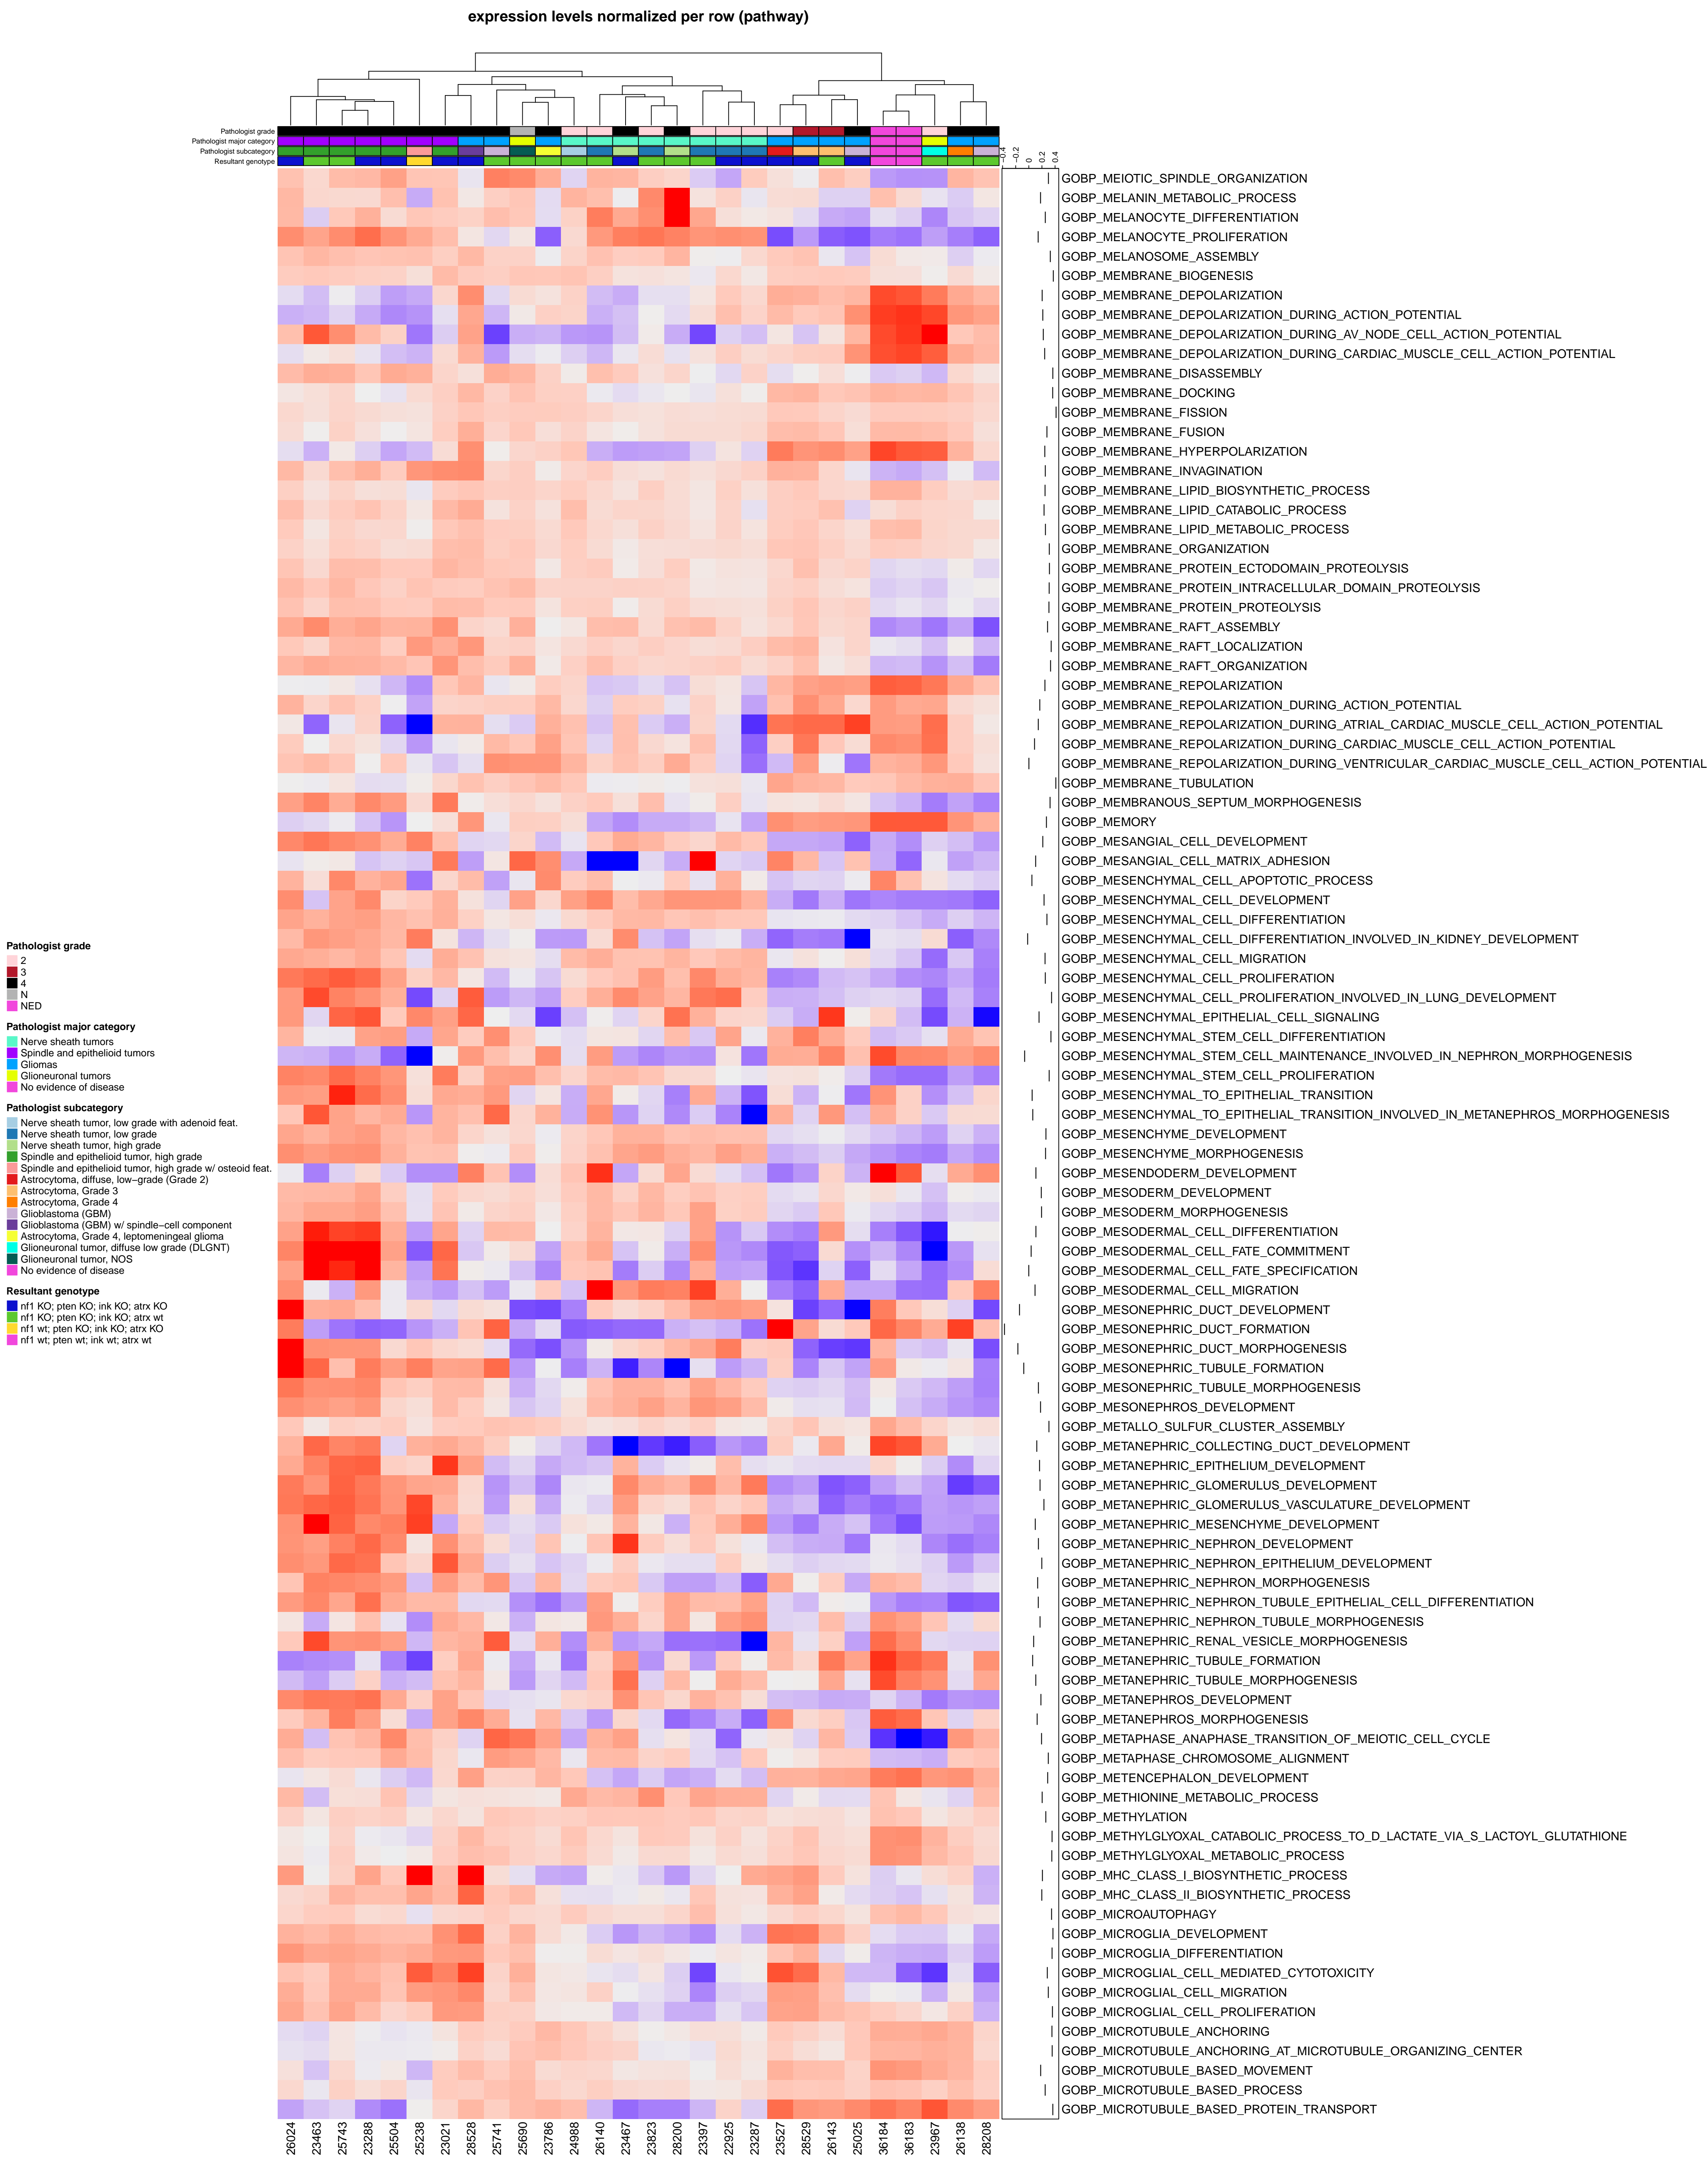 expression levels normalized per row (pathway)
Pathologist grade
Pathologist major category
Pathologist subcategory
Resultant genotype
−0.4
−0.2
0
0.2
0.4
GOBP_MEIOTIC_SPINDLE_ORGANIZATION
GOBP_MELANIN_METABOLIC_PROCESS
GOBP_MELANOCYTE_DIFFERENTIATION
GOBP_MELANOCYTE_PROLIFERATION
GOBP_MELANOSOME_ASSEMBLY
GOBP_MEMBRANE_BIOGENESIS
GOBP_MEMBRANE_DEPOLARIZATION
GOBP_MEMBRANE_DEPOLARIZATION_DURING_ACTION_POTENTIAL
GOBP_MEMBRANE_DEPOLARIZATION_DURING_AV_NODE_CELL_ACTION_POTENTIAL
GOBP_MEMBRANE_DEPOLARIZATION_DURING_CARDIAC_MUSCLE_CELL_ACTION_POTENTIAL
GOBP_MEMBRANE_DISASSEMBLY
GOBP_MEMBRANE_DOCKING
GOBP_MEMBRANE_FISSION
GOBP_MEMBRANE_FUSION
GOBP_MEMBRANE_HYPERPOLARIZATION
GOBP_MEMBRANE_INVAGINATION
GOBP_MEMBRANE_LIPID_BIOSYNTHETIC_PROCESS
GOBP_MEMBRANE_LIPID_CATABOLIC_PROCESS
GOBP_MEMBRANE_LIPID_METABOLIC_PROCESS
GOBP_MEMBRANE_ORGANIZATION
GOBP_MEMBRANE_PROTEIN_ECTODOMAIN_PROTEOLYSIS
GOBP_MEMBRANE_PROTEIN_INTRACELLULAR_DOMAIN_PROTEOLYSIS
GOBP_MEMBRANE_PROTEIN_PROTEOLYSIS
GOBP_MEMBRANE_RAFT_ASSEMBLY
GOBP_MEMBRANE_RAFT_LOCALIZATION
GOBP_MEMBRANE_RAFT_ORGANIZATION
GOBP_MEMBRANE_REPOLARIZATION
GOBP_MEMBRANE_REPOLARIZATION_DURING_ACTION_POTENTIAL
GOBP_MEMBRANE_REPOLARIZATION_DURING_ATRIAL_CARDIAC_MUSCLE_CELL_ACTION_POTENTIAL
GOBP_MEMBRANE_REPOLARIZATION_DURING_CARDIAC_MUSCLE_CELL_ACTION_POTENTIAL
GOBP_MEMBRANE_REPOLARIZATION_DURING_VENTRICULAR_CARDIAC_MUSCLE_CELL_ACTION_POTENTIAL
GOBP_MEMBRANE_TUBULATION
GOBP_MEMBRANOUS_SEPTUM_MORPHOGENESIS
GOBP_MEMORY
GOBP_MESANGIAL_CELL_DEVELOPMENT
GOBP_MESANGIAL_CELL_MATRIX_ADHESION
GOBP_MESENCHYMAL_CELL_APOPTOTIC_PROCESS
GOBP_MESENCHYMAL_CELL_DEVELOPMENT
GOBP_MESENCHYMAL_CELL_DIFFERENTIATION
GOBP_MESENCHYMAL_CELL_DIFFERENTIATION_INVOLVED_IN_KIDNEY_DEVELOPMENT
GOBP_MESENCHYMAL_CELL_MIGRATION
GOBP_MESENCHYMAL_CELL_PROLIFERATION
GOBP_MESENCHYMAL_CELL_PROLIFERATION_INVOLVED_IN_LUNG_DEVELOPMENT
GOBP_MESENCHYMAL_EPITHELIAL_CELL_SIGNALING
GOBP_MESENCHYMAL_STEM_CELL_DIFFERENTIATION
GOBP_MESENCHYMAL_STEM_CELL_MAINTENANCE_INVOLVED_IN_NEPHRON_MORPHOGENESIS
GOBP_MESENCHYMAL_STEM_CELL_PROLIFERATION
GOBP_MESENCHYMAL_TO_EPITHELIAL_TRANSITION
GOBP_MESENCHYMAL_TO_EPITHELIAL_TRANSITION_INVOLVED_IN_METANEPHROS_MORPHOGENESIS
GOBP_MESENCHYME_DEVELOPMENT
GOBP_MESENCHYME_MORPHOGENESIS
GOBP_MESENDODERM_DEVELOPMENT
GOBP_MESODERM_DEVELOPMENT
GOBP_MESODERM_MORPHOGENESIS
GOBP_MESODERMAL_CELL_DIFFERENTIATION
GOBP_MESODERMAL_CELL_FATE_COMMITMENT
GOBP_MESODERMAL_CELL_FATE_SPECIFICATION
GOBP_MESODERMAL_CELL_MIGRATION
GOBP_MESONEPHRIC_DUCT_DEVELOPMENT
GOBP_MESONEPHRIC_DUCT_FORMATION
GOBP_MESONEPHRIC_DUCT_MORPHOGENESIS
GOBP_MESONEPHRIC_TUBULE_FORMATION
GOBP_MESONEPHRIC_TUBULE_MORPHOGENESIS
GOBP_MESONEPHROS_DEVELOPMENT
GOBP_METALLO_SULFUR_CLUSTER_ASSEMBLY
GOBP_METANEPHRIC_COLLECTING_DUCT_DEVELOPMENT
GOBP_METANEPHRIC_EPITHELIUM_DEVELOPMENT
GOBP_METANEPHRIC_GLOMERULUS_DEVELOPMENT
GOBP_METANEPHRIC_GLOMERULUS_VASCULATURE_DEVELOPMENT
GOBP_METANEPHRIC_MESENCHYME_DEVELOPMENT
GOBP_METANEPHRIC_NEPHRON_DEVELOPMENT
GOBP_METANEPHRIC_NEPHRON_EPITHELIUM_DEVELOPMENT
GOBP_METANEPHRIC_NEPHRON_MORPHOGENESIS
GOBP_METANEPHRIC_NEPHRON_TUBULE_EPITHELIAL_CELL_DIFFERENTIATION
GOBP_METANEPHRIC_NEPHRON_TUBULE_MORPHOGENESIS
GOBP_METANEPHRIC_RENAL_VESICLE_MORPHOGENESIS
GOBP_METANEPHRIC_TUBULE_FORMATION
GOBP_METANEPHRIC_TUBULE_MORPHOGENESIS
GOBP_METANEPHROS_DEVELOPMENT
GOBP_METANEPHROS_MORPHOGENESIS
GOBP_METAPHASE_ANAPHASE_TRANSITION_OF_MEIOTIC_CELL_CYCLE
GOBP_METAPHASE_CHROMOSOME_ALIGNMENT
GOBP_METENCEPHALON_DEVELOPMENT
GOBP_METHIONINE_METABOLIC_PROCESS
GOBP_METHYLATION
GOBP_METHYLGLYOXAL_CATABOLIC_PROCESS_TO_D_LACTATE_VIA_S_LACTOYL_GLUTATHIONE
GOBP_METHYLGLYOXAL_METABOLIC_PROCESS
GOBP_MHC_CLASS_I_BIOSYNTHETIC_PROCESS
GOBP_MHC_CLASS_II_BIOSYNTHETIC_PROCESS
GOBP_MICROAUTOPHAGY
GOBP_MICROGLIA_DEVELOPMENT
GOBP_MICROGLIA_DIFFERENTIATION
GOBP_MICROGLIAL_CELL_MEDIATED_CYTOTOXICITY
GOBP_MICROGLIAL_CELL_MIGRATION
GOBP_MICROGLIAL_CELL_PROLIFERATION
GOBP_MICROTUBULE_ANCHORING
GOBP_MICROTUBULE_ANCHORING_AT_MICROTUBULE_ORGANIZING_CENTER
GOBP_MICROTUBULE_BASED_MOVEMENT
GOBP_MICROTUBULE_BASED_PROCESS
GOBP_MICROTUBULE_BASED_PROTEIN_TRANSPORT
Pathologist grade
2
3
4
N
NED
Pathologist major category
Nerve sheath tumors
Spindle and epithelioid tumors
Gliomas
Glioneuronal tumors
No evidence of disease
Pathologist subcategory
Nerve sheath tumor, low grade with adenoid feat.
Nerve sheath tumor, low grade
Nerve sheath tumor, high grade
Spindle and epithelioid tumor, high grade
Spindle and epithelioid tumor, high grade w/ osteoid feat.
Astrocytoma, diffuse, low−grade (Grade 2)
Astrocytoma, Grade 3
Astrocytoma, Grade 4
Glioblastoma (GBM)
Glioblastoma (GBM) w/ spindle−cell component
Astrocytoma, Grade 4, leptomeningeal glioma
Glioneuronal tumor, diffuse low grade (DLGNT)
Glioneuronal tumor, NOS
No evidence of disease
Resultant genotype
nf1 KO; pten KO; ink KO; atrx KO
nf1 KO; pten KO; ink KO; atrx wt
nf1 wt; pten KO; ink KO; atrx KO
nf1 wt; pten wt; ink wt; atrx wt
26024
23463
25743
23288
25504
25238
23021
28528
25741
25690
23786
24988
26140
23467
23823
28200
23397
22925
23287
23527
28529
26143
25025
36184
36183
23967
26138
28208